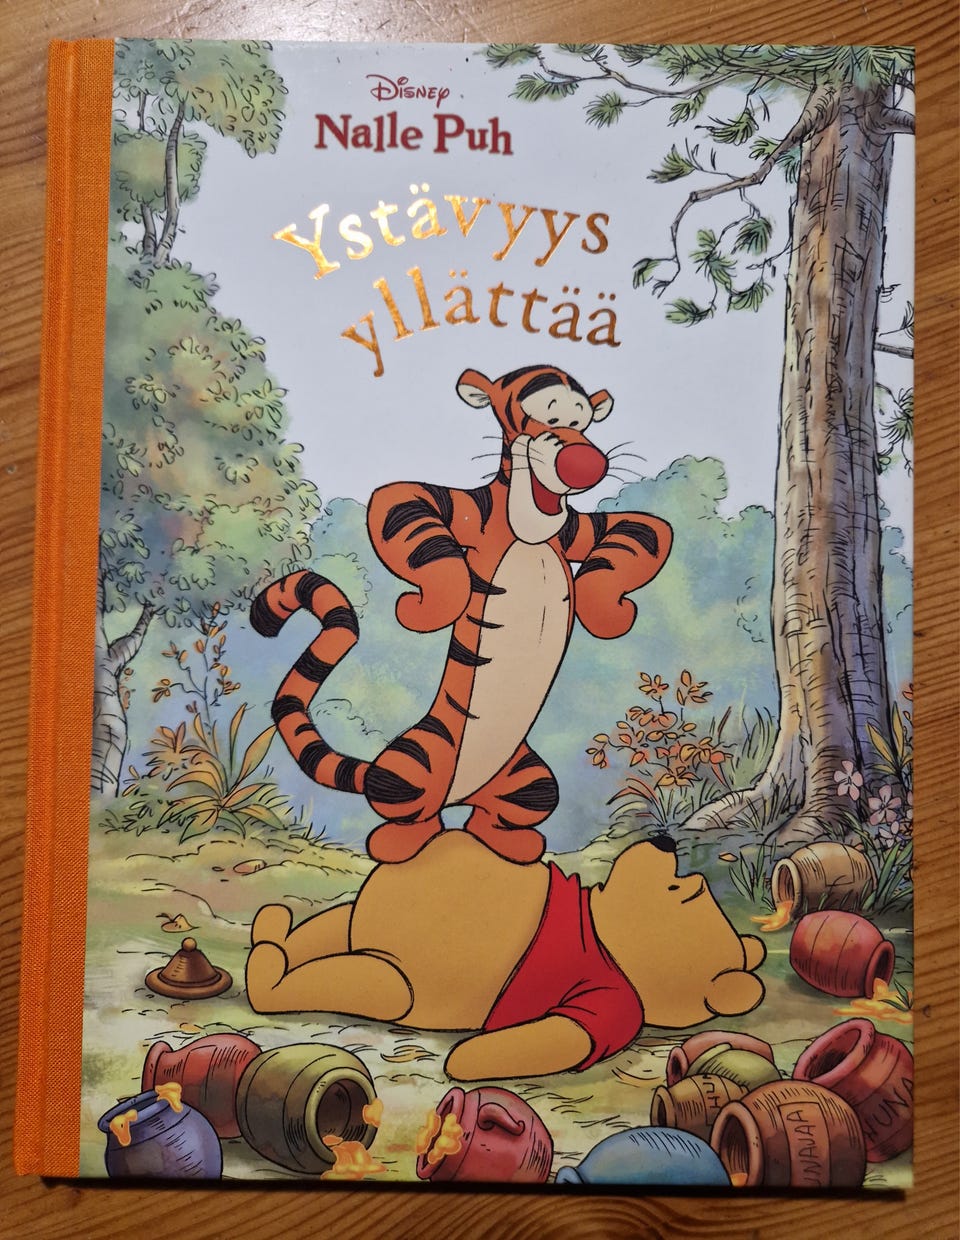 Disney
Nalle Puh
Ystävyys
yllättää